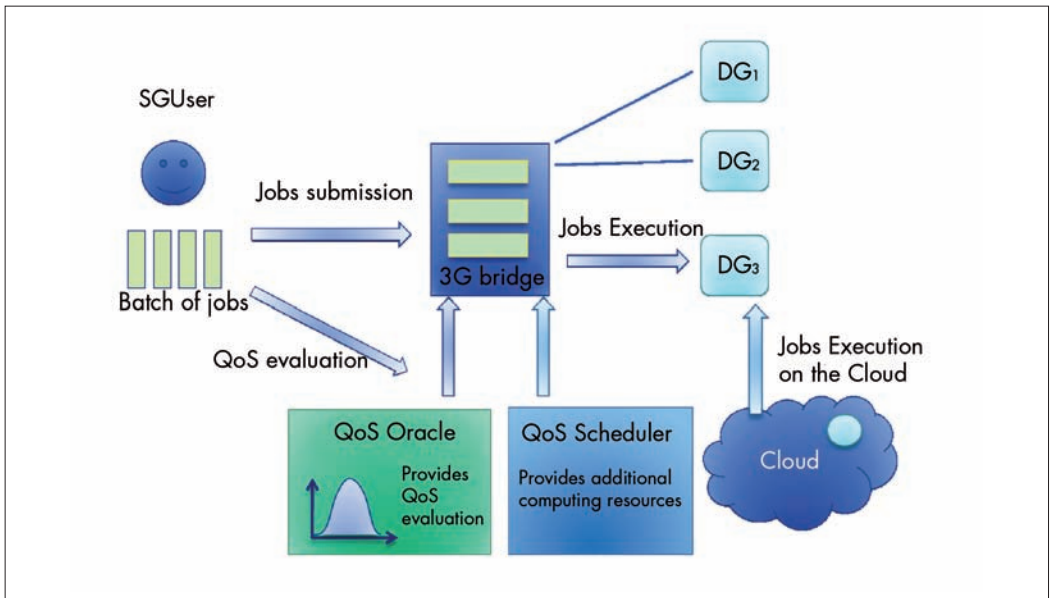 SGUser
Batch of jobs
Jobs submission
QoS evaluation
3G bridge
Jobs Execution
DG1
DG2
DG3
Jobs Execution
on the Cloud
QoS Oracle
Provides
QoS
evaluation
QoS Scheduler
Provides additional
computing resources
Cloud